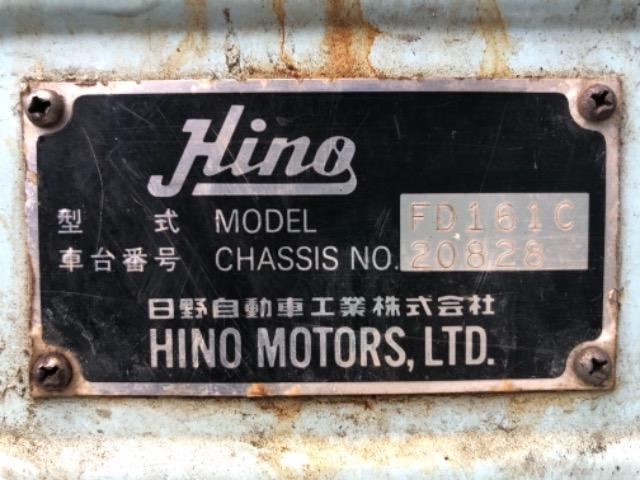 Hino
型式 MODEL FD161C
車台番号 CHASSIS NO. 20828
日野自動車工業株式会社
HINO MOTORS, LTD.